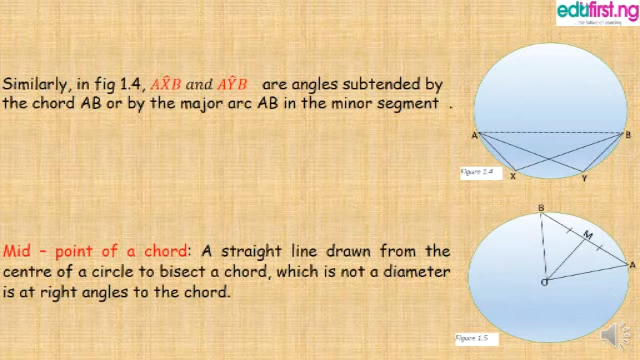 edufirst.ng
Similarly, in fig 1.4, AX̂B and AŶB are angles subtended by
the chord AB or by the major arc AB in the minor segment .
A
B
X
Y
Figure 1.4
Mid – point of a chord: A straight line drawn from the
centre of a circle to bisect a chord, which is not a diameter
is at right angles to the chord.
B
M
A
O
Figure 1.5